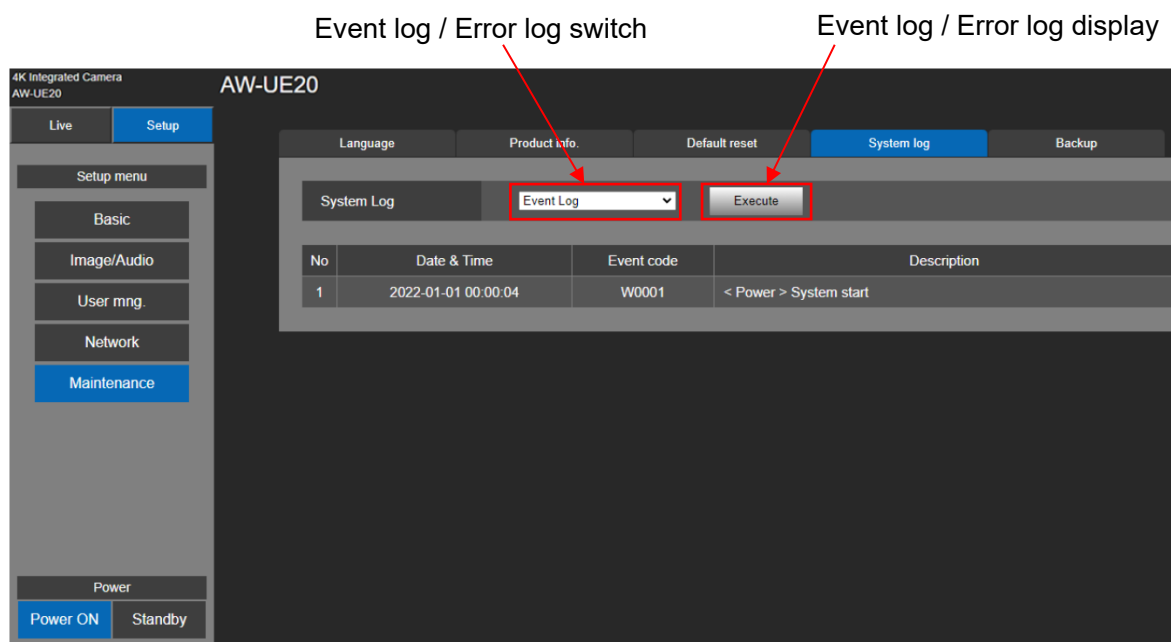 Event log / Error log switch
Event log / Error log display
4K Integrated Camera
AW-UE20
AW-UE20
Live
Setup
Language
Product info.
Default reset
System log
Backup
Setup menu
System Log
Event Log
Execute
Basic
Image/Audio
User mng.
Network
Maintenance
No
Date & Time
Event code
Description
1
2022-01-01 00:00:04
W0001
< Power > System start
Power
Power ON
Standby